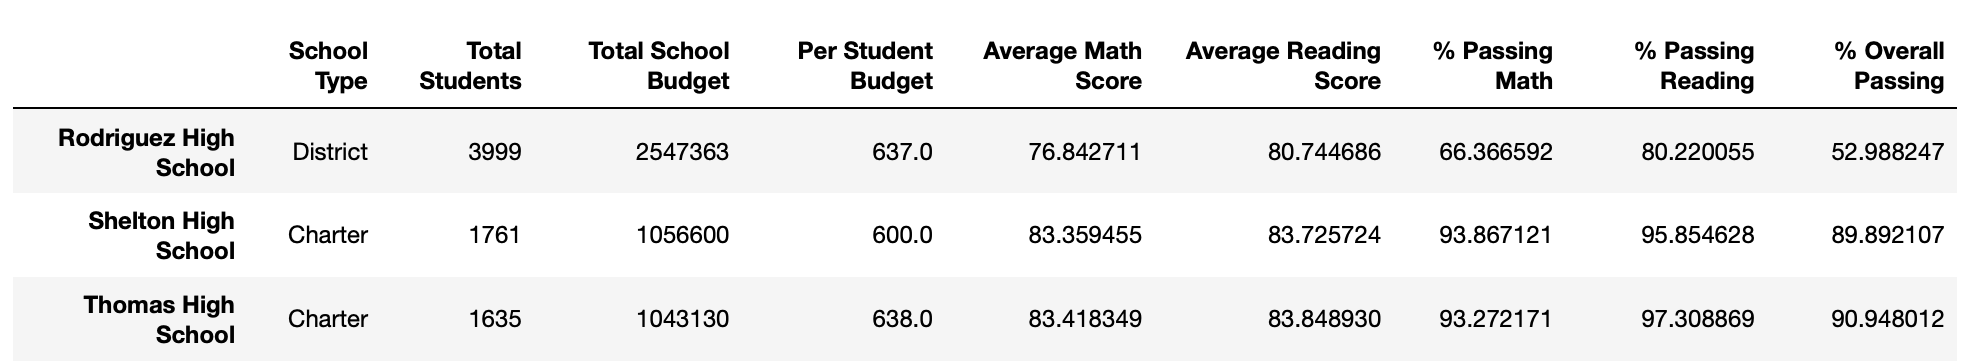 School Type Total Students Total School Budget Per Student Budget Average Math Score Average Reading Score % Passing Math % Passing Reading % Overall Passing
Rodriguez High School District 3999 2547363 637.0 76.842711 80.744686 66.366592 80.220055 52.988247
Shelton High School Charter 1761 1056600 600.0 83.359455 83.725724 93.867121 95.854628 89.892107
Thomas High School Charter 1635 1043130 638.0 83.418349 83.848930 93.272171 97.308869 90.948012